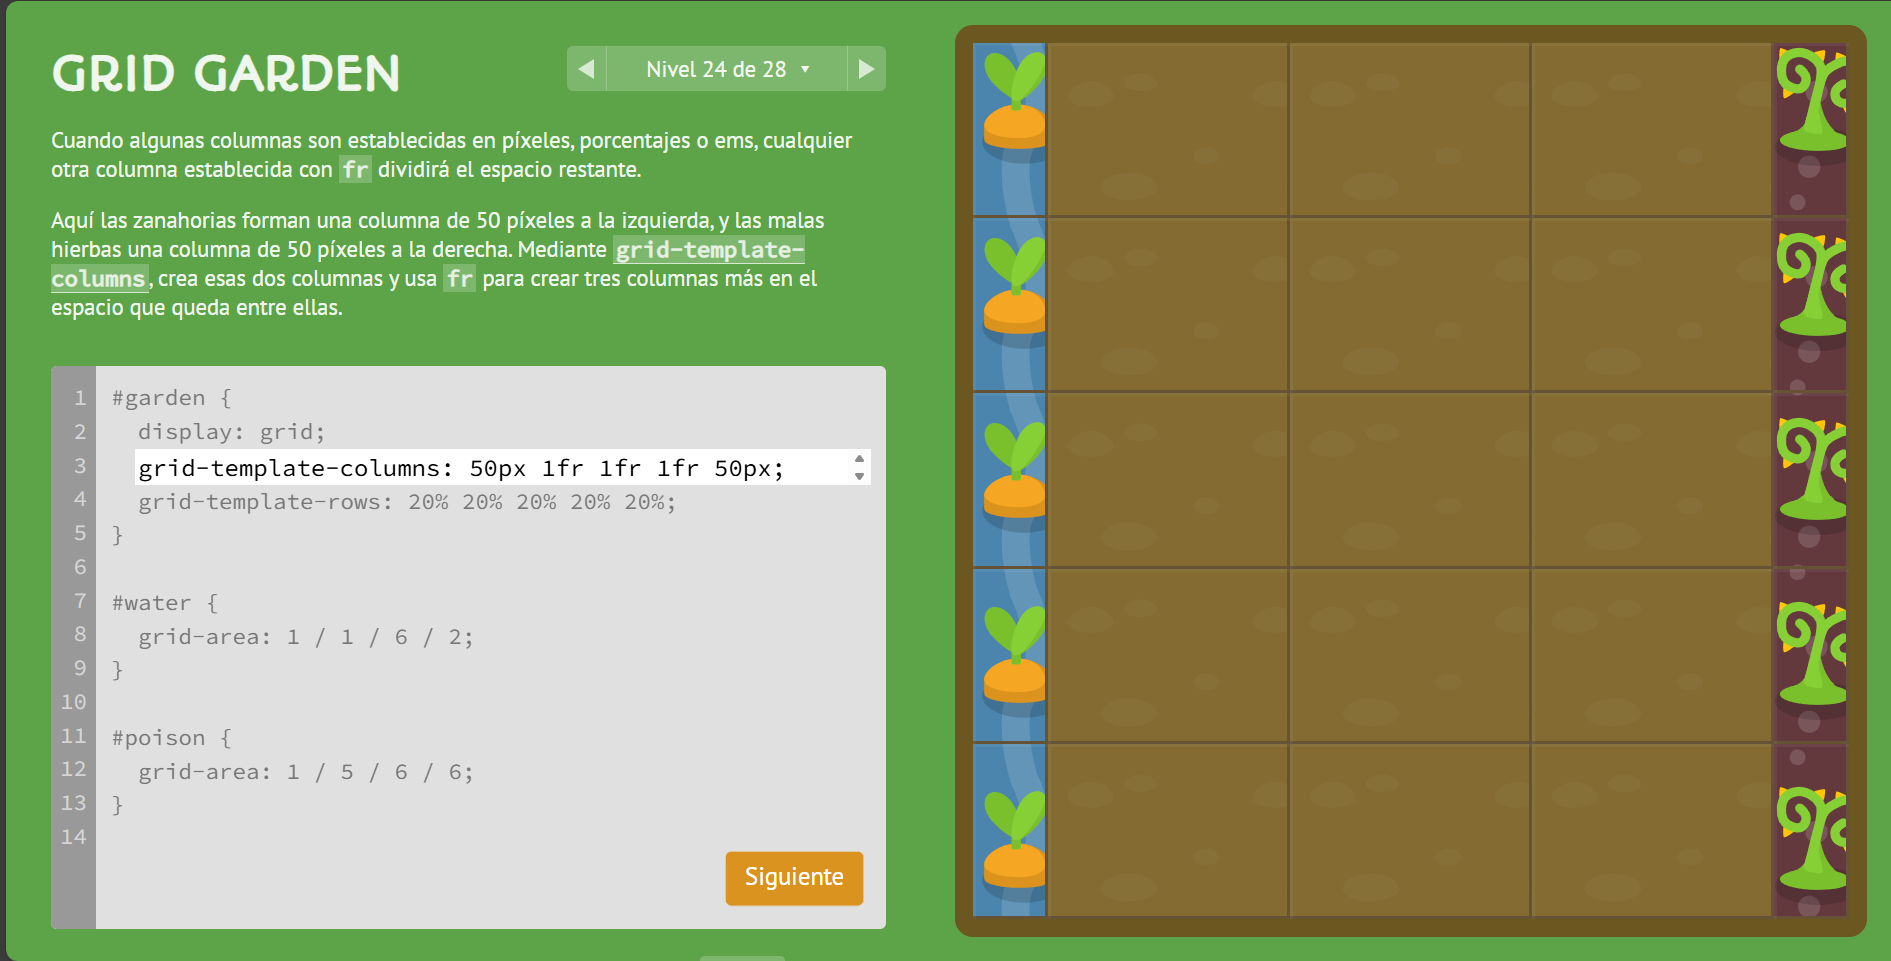 GRID GARDEN
Nivel 24 de 28
Cuando algunas columnas son establecidas en píxeles, porcentajes o ems, cualquier
otra columna establecida con fr dividirá el espacio restante.
Aquí las zanahorias forman una columna de 50 píxeles a la izquierda, y las malas
hierbas una columna de 50 píxeles a la derecha. Mediante grid-template-
columns, crea esas dos columnas y usa fr para crear tres columnas más en el
espacio que queda entre ellas.
1 #garden {
2 display: grid;
3 grid-template-columns: 50px 1fr 1fr 1fr 50px;
4 grid-template-rows: 20% 20% 20% 20% 20%;
5 }
6
7 #water {
8 grid-area: 1 / 1 / 6 / 2;
9 }
10
11 #poison {
12 grid-area: 1 / 5 / 6 / 6;
13 }
14
Siguiente